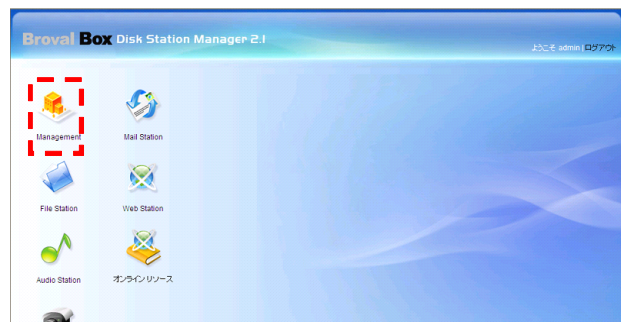 Broval Box Disk Station Manager 2.1
ようこそ admin ログアウト
Management
Mail Station
File Station
Web Station
Audio Station
オンライン リソース